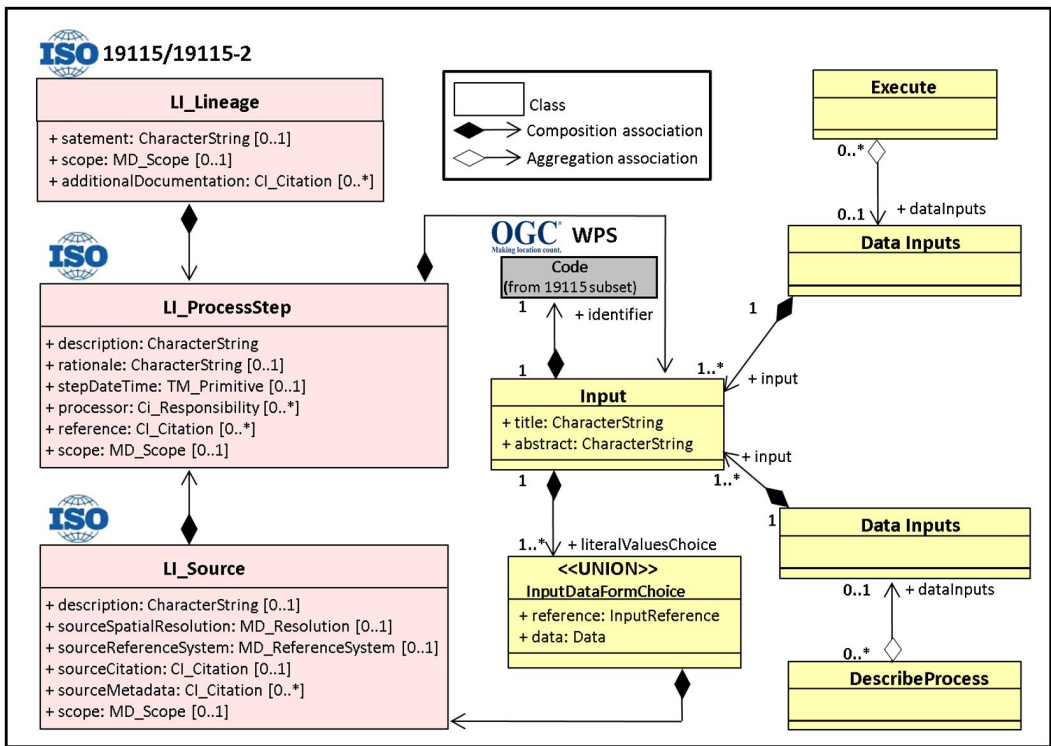 ISO 19115/19115-2
LI_Lineage
+ satement: CharacterString [0..1]
+ scope: MD_Scope [0..1]
+ additionalDocumentation: CI_Citation [0..*]
Class
Composition association
Aggregation association
Execute
0..*
0..1
+ dataInputs
Data Inputs
ISO
LI_ProcessStep
+ description: CharacterString
+ rationale: CharacterString [0..1]
+ stepDateTime: TM_Primitive [0..1]
+ processor: Ci_Responsibility [0..*]
+ reference: CI_Citation [0..*]
+ scope: MD_Scope [0..1]
OGC® WPS
Making location count.
Code
(from 19115 subset)
1
+ identifier
1
1
1..*
+ input
Input
+ title: CharacterString
+ abstract: CharacterString
+ input
1..*
1
1
Data Inputs
ISO
LI_Source
+ description: CharacterString [0..1]
+ sourceSpatialResolution: MD_Resolution [0..1]
+ sourceReferenceSystem: MD_ReferenceSystem [0..1]
+ sourceCitation: CI_Citation [0..1]
+ sourceMetadata: CI_Citation [0..*]
+ scope: MD_Scope [0..1]
1..*
+ literalValuesChoice
<<UNION>>
InputDataFormChoice
+ reference: InputReference
+ data: Data
0..1
+ dataInputs
0..*
DescribeProcess